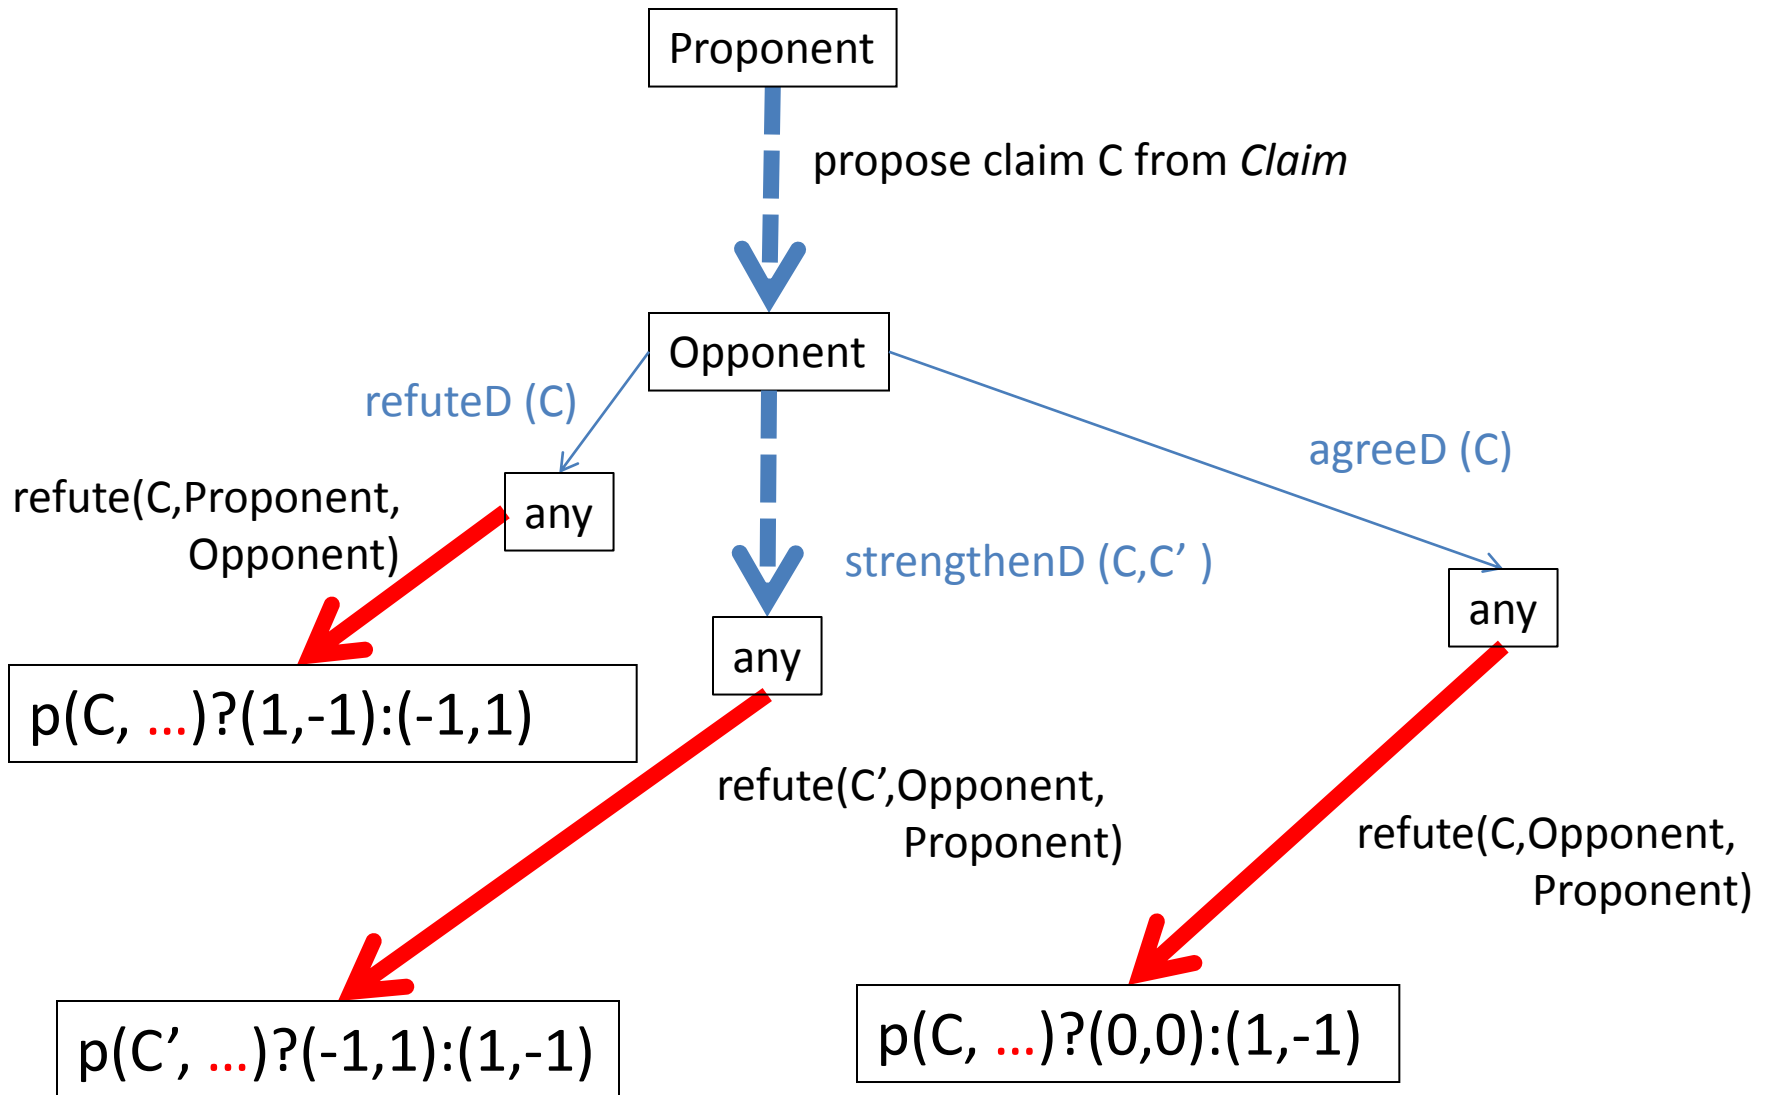 Proponent
propose claim C from Claim
Opponent
refuteD (C)
agreeD (C)
refute(C,Proponent,
Opponent)
any
strengthenD (C,C’ )
any
any
p(C, ...)?(1,-1):(-1,1)
refute(C’,Opponent,
Proponent)
refute(C,Opponent,
Proponent)
p(C’, ...)?(-1,1):(1,-1)
p(C, ...)?(0,0):(1,-1)